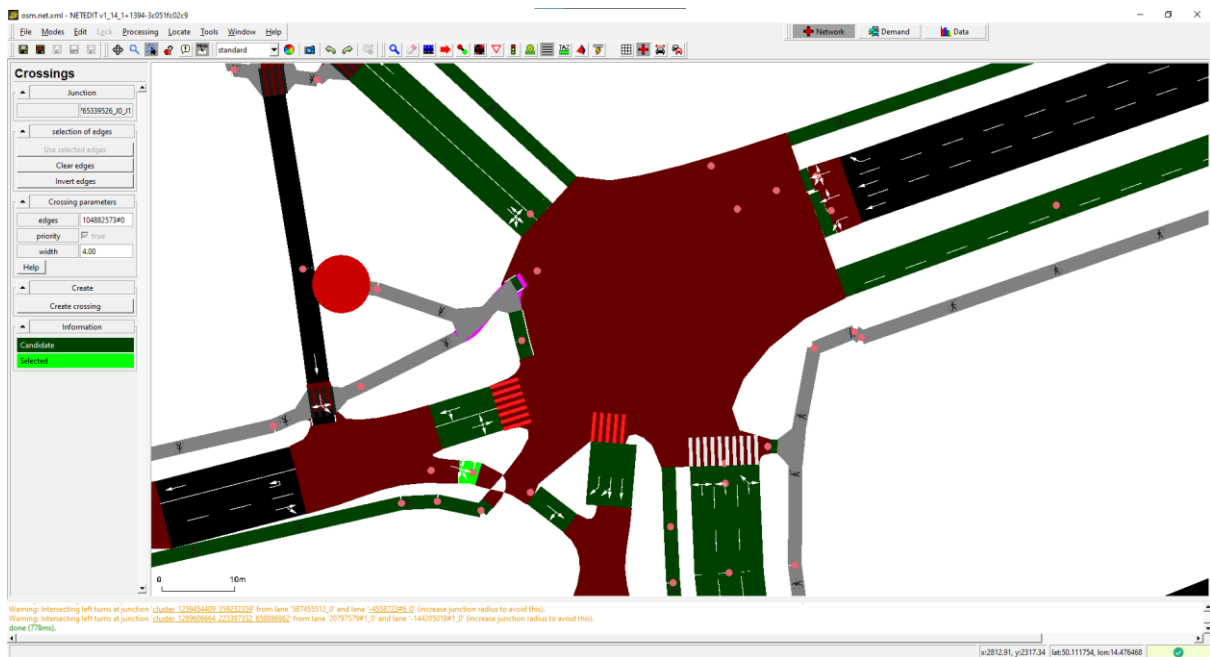 osm.net.xml - NETEDIT v1_14_1+1394-3c051fc02c9
File Modes Edit Lock Processing Locate Tools Window Help
Network Demand Data
standard
Crossings
Junction
'65339526_J0_J1
selection of edges
Use selected edges
Clear edges
Invert edges
Crossing parameters
edges 104882573#0
priority true
width 4.00
Help
Create
Create crossing
Information
Candidate
Selected
0 10m
Warning: Intersecting left turns at junction 'cluster_1259454409_359232359' from lane '587455512_0' and lane '-4558723#6_0' (increase junction radius to avoid this).
Warning: Intersecting left turns at junction 'cluster_1289606664_223397332_658886962' from lane '20797579#1_0' and lane '-144205018#1_0' (increase junction radius to avoid this).
done (778ms).
x:2812.91, y:2317.34 lat:50.111754, lon:14.476468